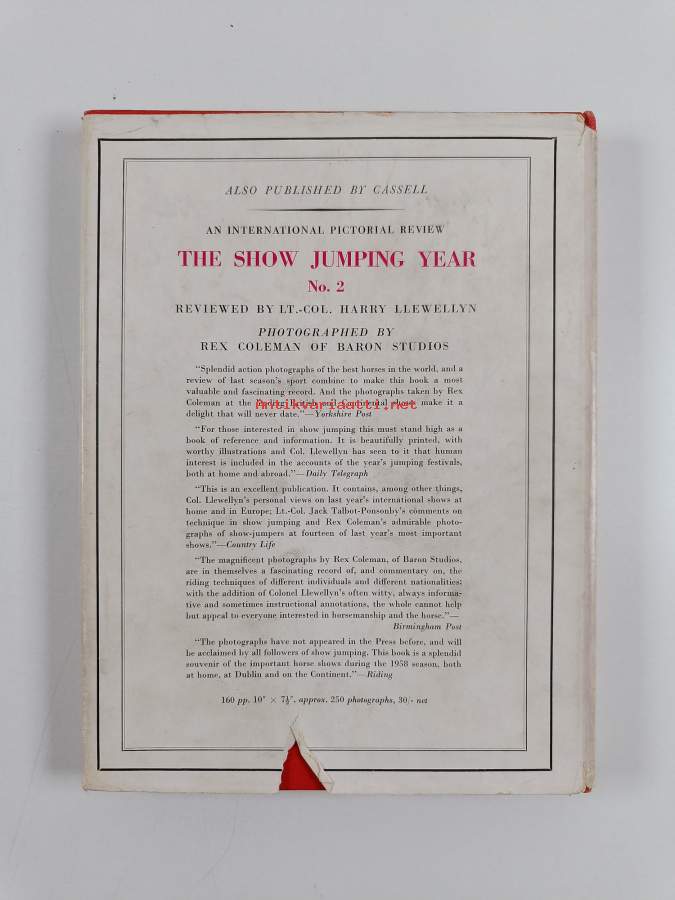 ALSO PUBLISHED BY CASSELL
AN INTERNATIONAL PICTORIAL REVIEW
THE SHOW JUMPING YEAR
No. 2
REVIEWED BY LT.-COL. HARRY LLEWELLYN
PHOTOGRAPHED BY
REX COLEMAN OF BARON STUDIOS
"Splendid action photographs of the best horses in the world, and a
review of last season's sport combine to make this book a most
valuable and fascinating record. And the photographs taken by Rex
Coleman at the leading British and Continental shows make it a
Antikvariaatti.net
delight that will never date."—Yorkshire Post
"For those interested in show jumping this must stand high as a
book of reference and information. It is beautifully printed, with
worthy illustrations and Col. Llewellyn has seen to it that human
interest is included in the accounts of the year's jumping festivals,
both at home and abroad."—Daily Telegraph
"This is an excellent publication. It contains, among other things,
Col. Llewellyn's personal views on last year's international shows at
home and in Europe; Lt.-Col. Jack Talbot-Ponsonby's comments on
technique in show jumping and Rex Coleman's admirable photo-
graphs of show-jumpers at fourteen of last year's most important
shows."—Country Life
"The magnificent photographs by Rex Coleman, of Baron Studios,
are in themselves a fascinating record of, and commentary on, the
riding techniques of different individuals and different nationalities;
with the addition of Colonel Llewellyn's often witty, always informa-
tive and sometimes instructional annotations, the whole cannot help
but appeal to everyone interested in horsemanship and the horse."—
Birmingham Post
"The photographs have not appeared in the Press before, and will
be acclaimed by all followers of show jumping. This book is a splendid
souvenir of the important horse shows during the 1958 season, both
at home, at Dublin and on the Continent."—Riding
160 pp. 10" × 7½", approx. 250 photographs, 30/- net